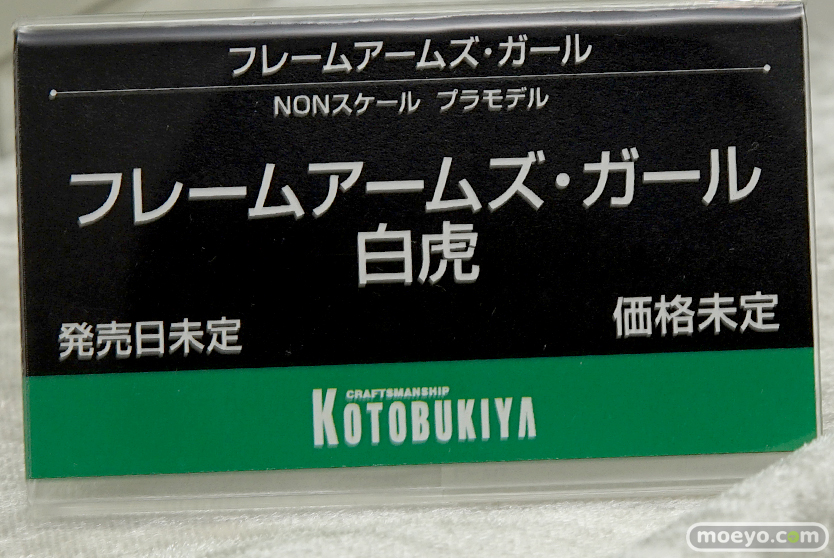 フレームアームズ・ガール
NONスケール プラモデル
フレームアームズ・ガール
白虎
発売日未定 価格未定
CRAFTSMANSHIP
KOTOBUKIYA
moeyo.com